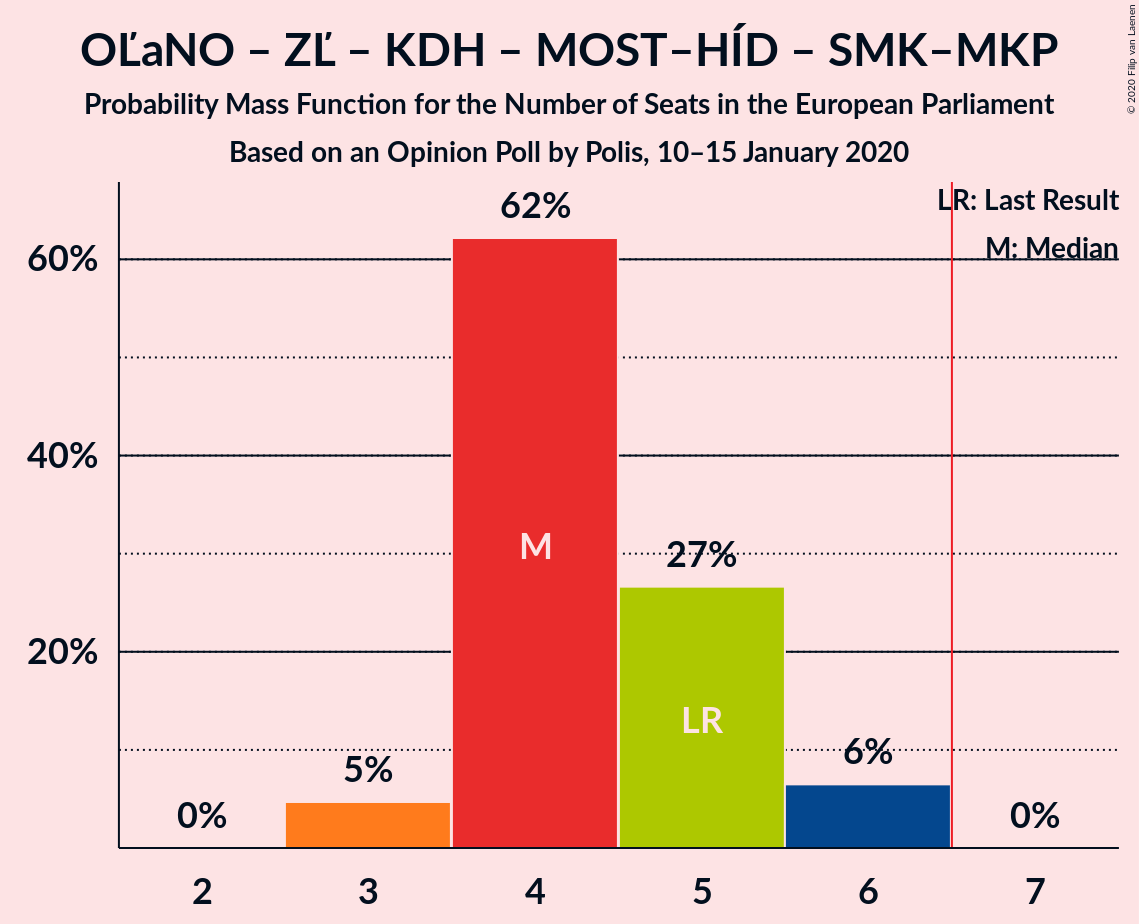 OĽaNO – ZĽ – KDH – MOST–HÍD – SMK–MKP
Probability Mass Function for the Number of Seats in the European Parliament
Based on an Opinion Poll by Polis, 10–15 January 2020
© 2020 Filip van Laenen
LR: Last Result
M: Median
62%
60%
40%
M
27%
20%
LR
6%
5%
0%
0%
2 3 4 5 6 7